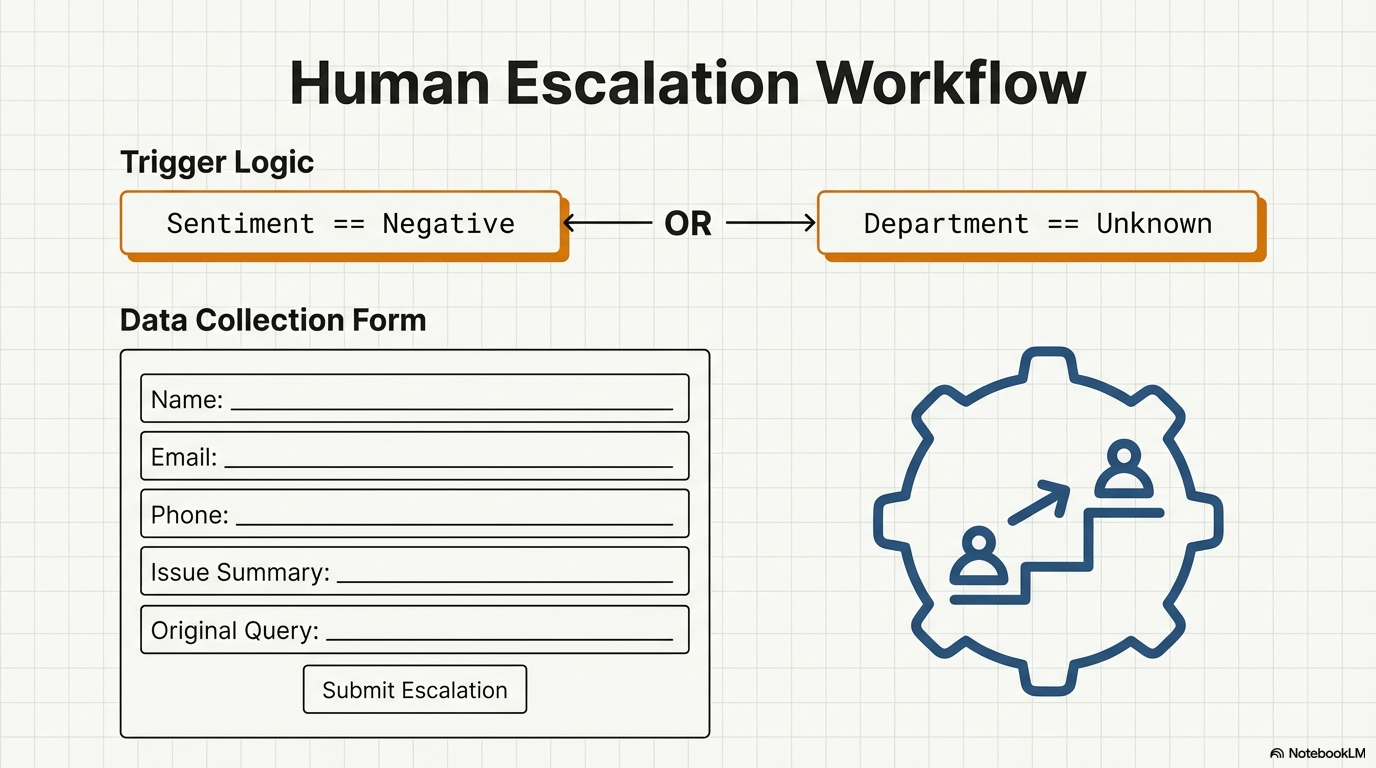 Human Escalation Workflow
Trigger Logic
Sentiment == Negative
OR
Department == Unknown
Data Collection Form
Name:
Email:
Phone:
Issue Summary:
Original Query:
Submit Escalation
NotebookLM